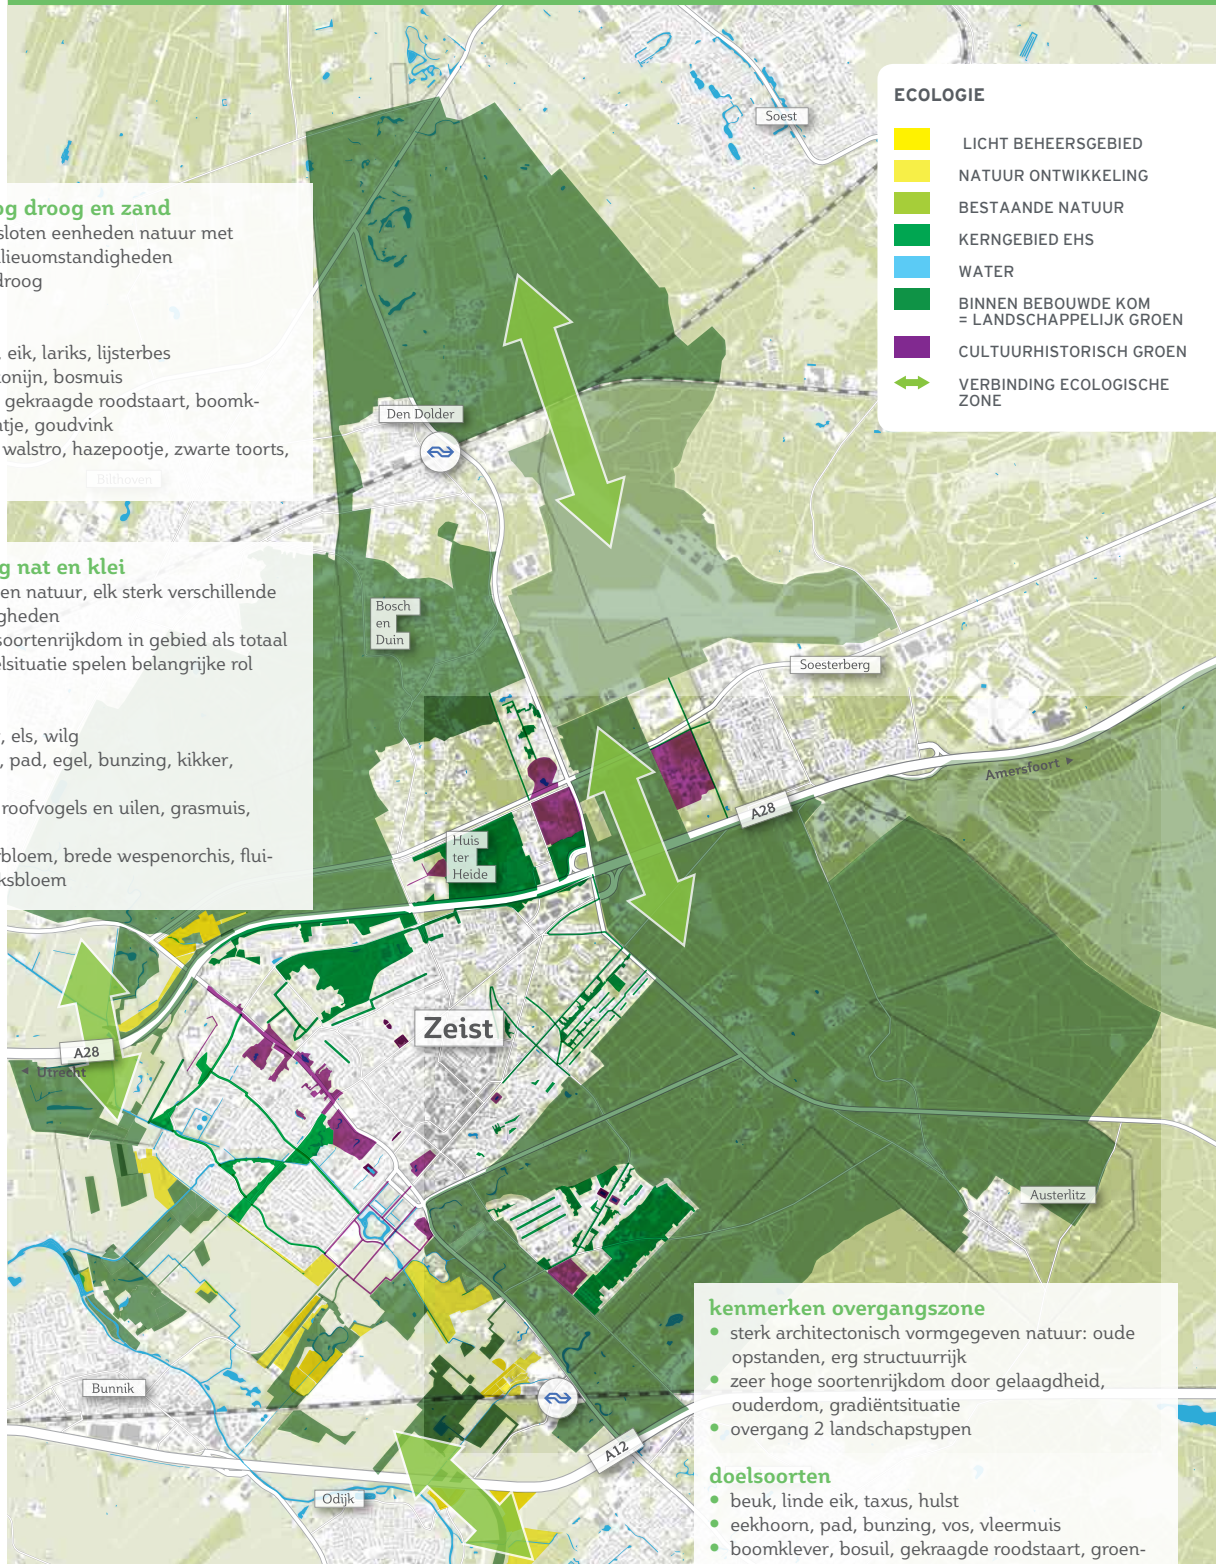 ECOLOGIE
LICHT BEHEERSGEBIED
NATUUR ONTWIKKELING
BESTAANDE NATUUR
KERNGEBIED EHS
WATER
BINNEN BEBOUWDE KOM
= LANDSCHAPPELIJK GROEN
CULTUURHISTORISCH GROEN
VERBINDING ECOLOGISCHE
ZONE
Soest
og droog en zand
sloten eenheden natuur met
lieuomstandigheden
droog
, eik, lariks, lijsterbes
onijn, bosmuis
gekraagde roodstaart, boomk-
tje, goudvink
walstro, hazepootje, zwarte toorts,
Bilthoven
Den Dolder
g nat en klei
en natuur, elk sterk verschillende
gheden
soortenrijkdom in gebied als totaal
elsituatie spelen belangrijke rol
, els, wilg
, pad, egel, bunzing, kikker,
roofvogels en uilen, grasmuis,
bloem, brede wespenorchis, flui-
ksbloem
Bosch
en
Duin
Soesterberg
Amersfoort
A28
Huis
ter
Heide
Zeist
A28
Utrecht
Austerlitz
Bunnik
A12
Odijk
kenmerken overgangszone
• sterk architectonisch vormgegeven natuur: oude
opstanden, erg structuurrijk
• zeer hoge soortenrijkdom door gelaagdheid,
ouderdom, gradiëntsituatie
• overgang 2 landschapstypen
doelsoorten
• beuk, linde eik, taxus, hulst
• eekhoorn, pad, bunzing, vos, vleermuis
• boomklever, bosuil, gekraagde roodstaart, groen-